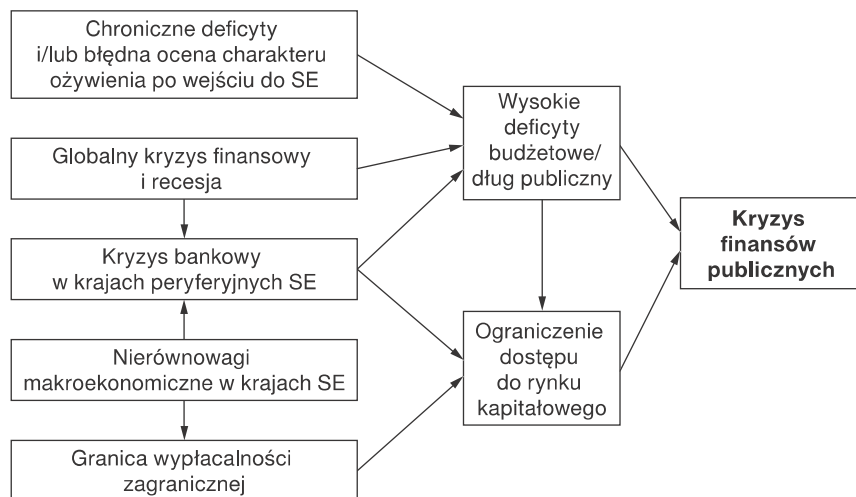 Chroniczne deficyty
i/lub błędna ocena charakteru
ożywienia po wejściu do SE
Globalny kryzys finansowy
i recesja
Kryzys bankowy
w krajach peryferyjnych SE
Nierównowagi
makroekonomiczne w krajach SE
Granica wypłacalności
zagranicznej
Wysokie
deficyty
budżetowe/
dług publiczny
Ograniczenie
dostępu
do rynku
kapitałowego
Kryzys
finansów
publicznych